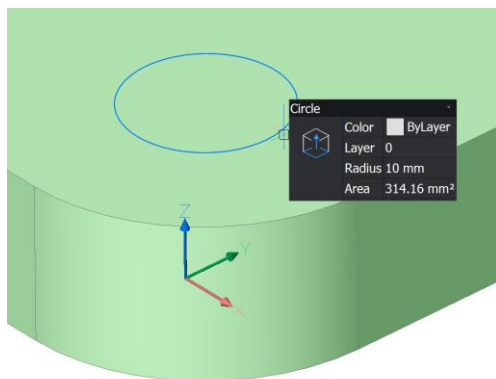 Circle
Color ByLayer
Layer 0
Radius 10 mm
Area 314.16 mm²
Z
Y
X